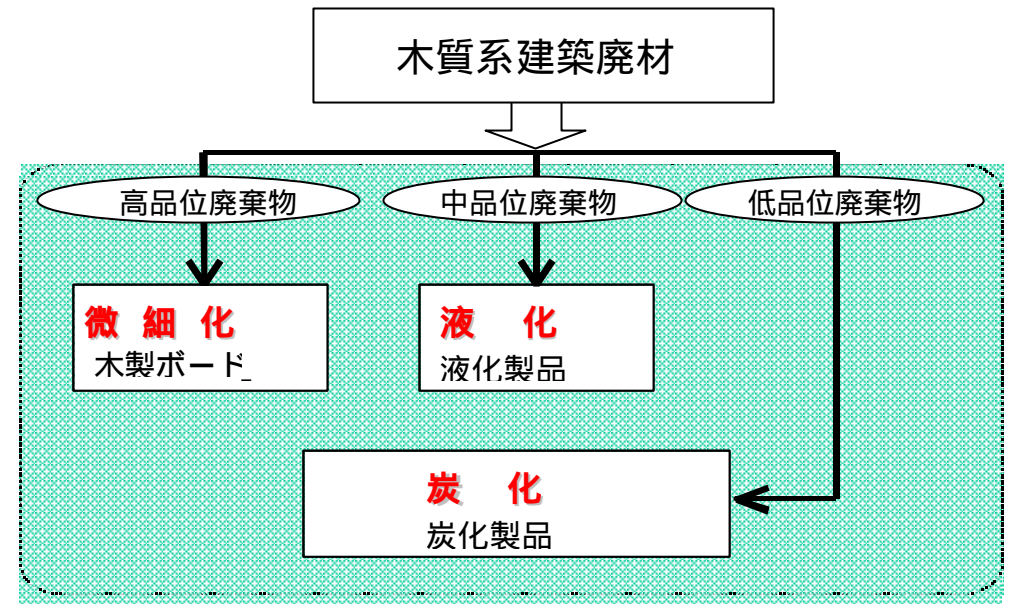 木質系建築廃材
高品位廃棄物
中品位廃棄物
低品位廃棄物
微 細 化
木製ボード_
液 化
液化製品
炭 化
炭化製品